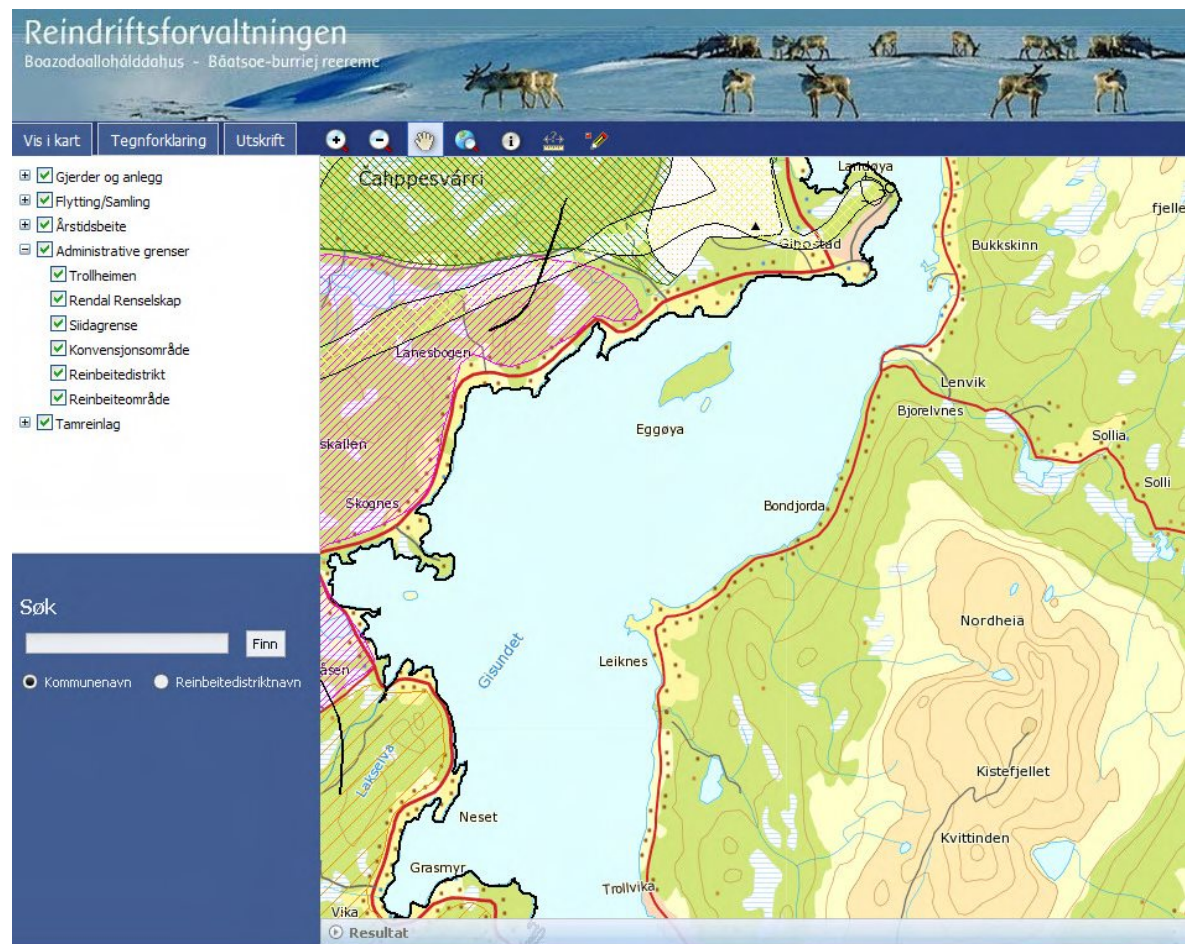 Reindriftsforvaltningen
Boazodoallohálddahus - Båatsoe-burriej reereme
Vis i kart
Tegnforklaring
Utskrift
Gjerder og anlegg
Flytting/Samling
Årstidsbeite
Administrative grenser
Trollheimen
Rendal Renselskap
Siidagrense
Konvensjonsområde
Reinbeitedistrikt
Reinbeiteområde
Tamreinlag
Søk
Finn
Kommunenavn
Reinbeitedistriktnavn
Čahppesvárri
Landøya
fjelle
Gibostad
Bukkskinn
Lanesbogen
Lenvik
Bjorelvnes
Eggøya
Sollia
skallen
Solli
Skognes
Bondjorda
Nordheia
Gisundet
Leiknes
åsen
Lakselva
Kistefjellet
Neset
Kvittinden
Grasmyr
Trollvika
Vika
Resultat